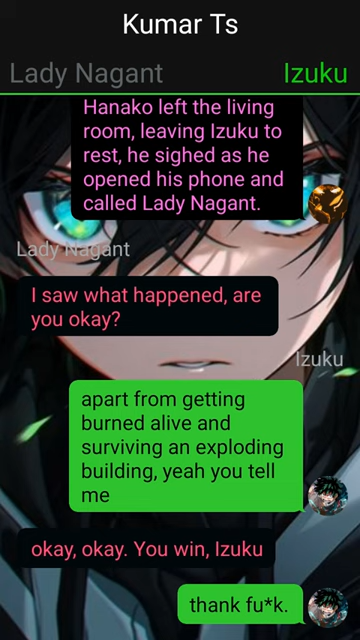 Kumar Ts
Lady Nagant
Izuku
Hanako left the living
room, leaving Izuku to
rest, he sighed as he
opened his phone and
called Lady Nagant.
Lady Nagant
I saw what happened, are
you okay?
Izuku
apart from getting
burned alive and
surviving an exploding
building, yeah you tell
me
okay, okay. You win, Izuku
thank fu*k.